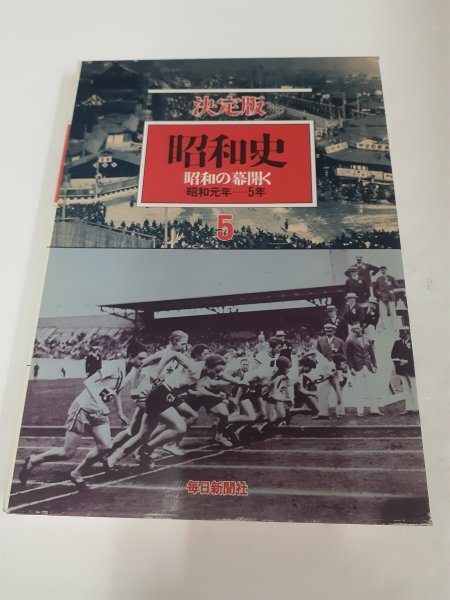 決定版
昭和史
昭和の幕開く
昭和元年—5年
5
毎日新聞社